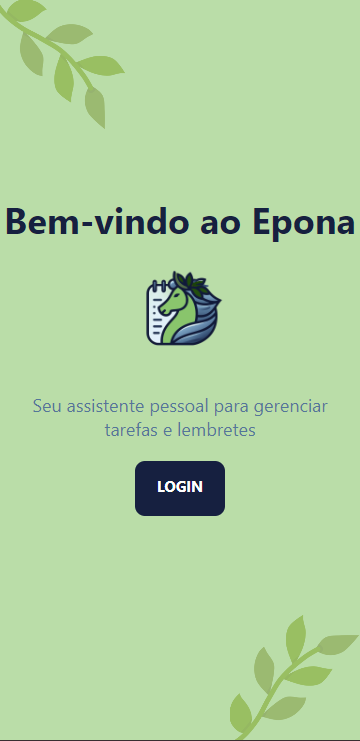 Bem-vindo ao Epona
Seu assistente pessoal para gerenciar
tarefas e lembretes
LOGIN